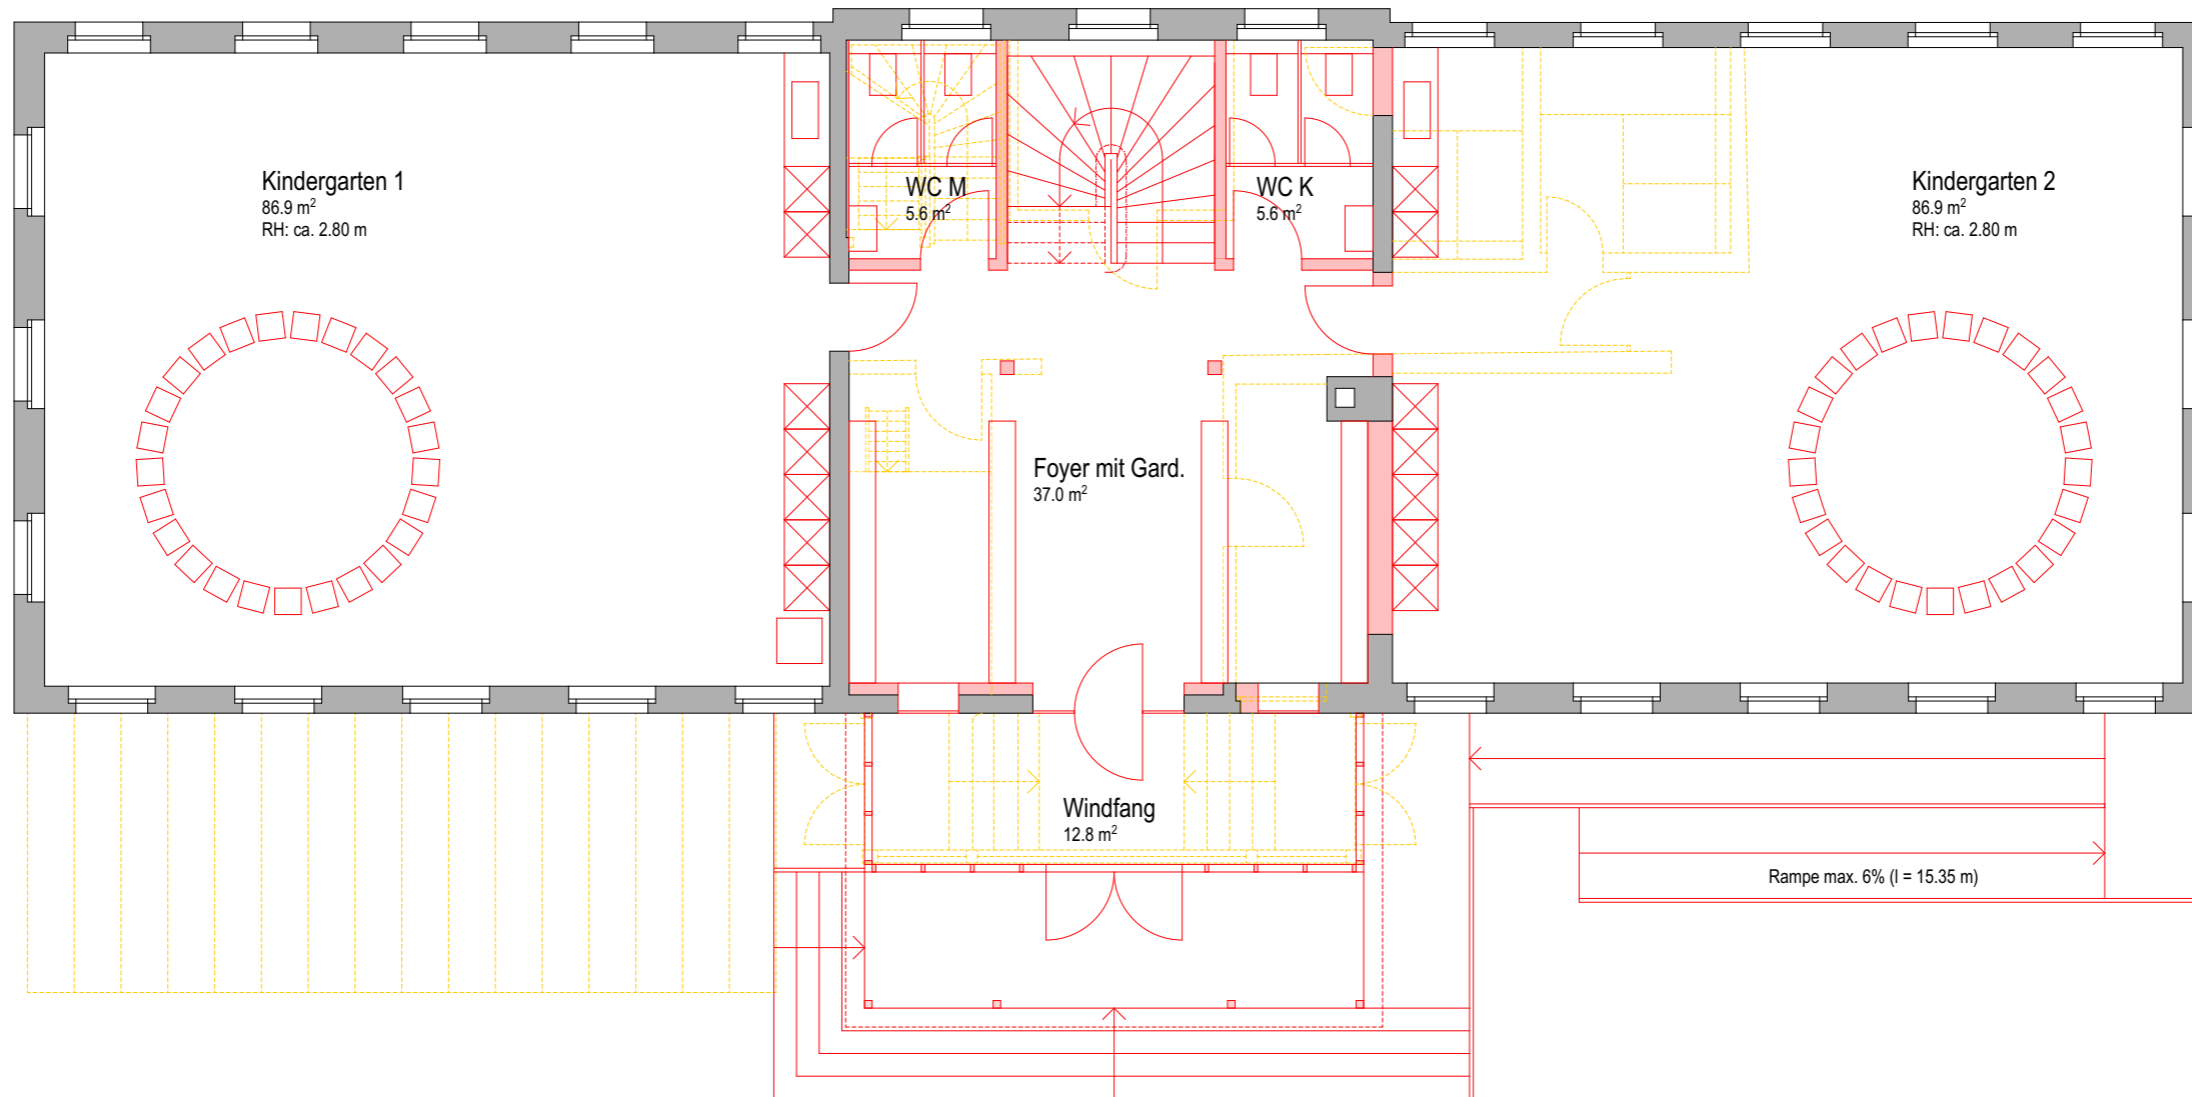 Kindergarten 1
86.9 m²
RH: ca. 2.80 m
WC M
5.6 m²
WC K
5.6 m²
Kindergarten 2
86.9 m²
RH: ca. 2.80 m
Foyer mit Gard.
37.0 m²
Windfang
12.8 m²
Rampe max. 6% (l = 15.35 m)